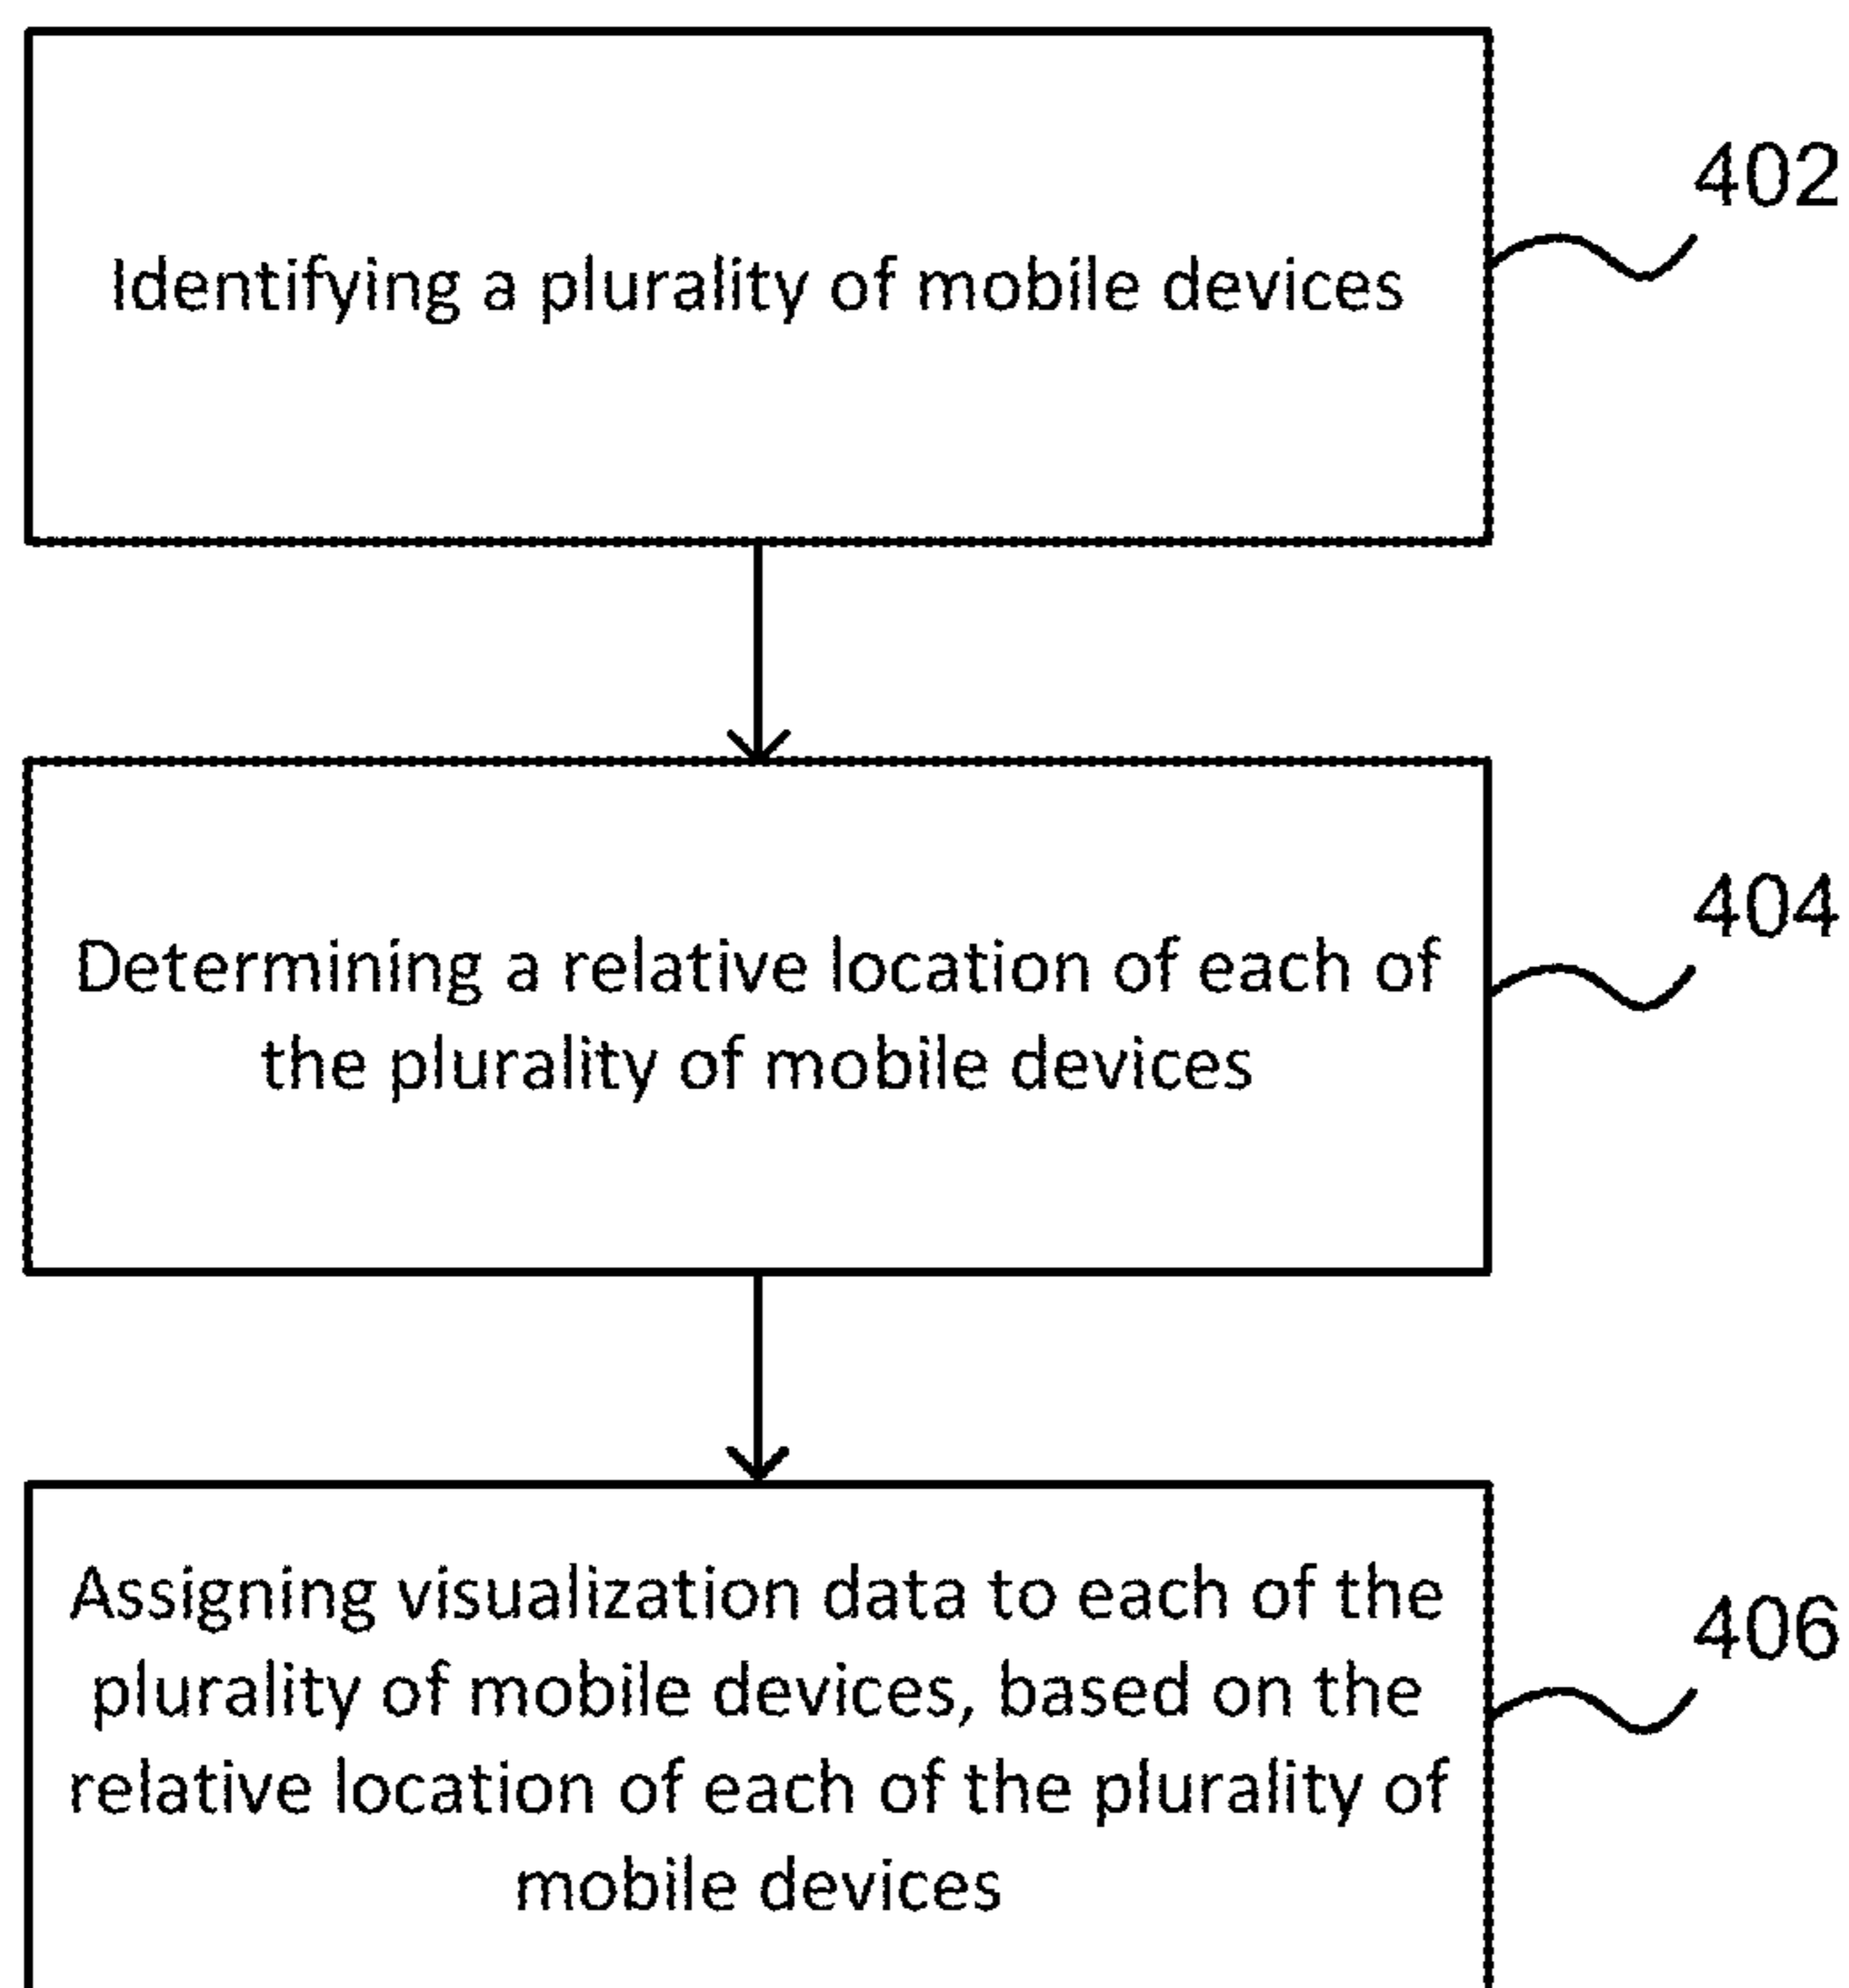 402
Identifying a plurality of mobile devices
404
Determining a relative location of each of
the plurality of mobile devices
406
Assigning visualization data to each of the
plurality of mobile devices, based on the
relative location of each of the plurality of
mobile devices